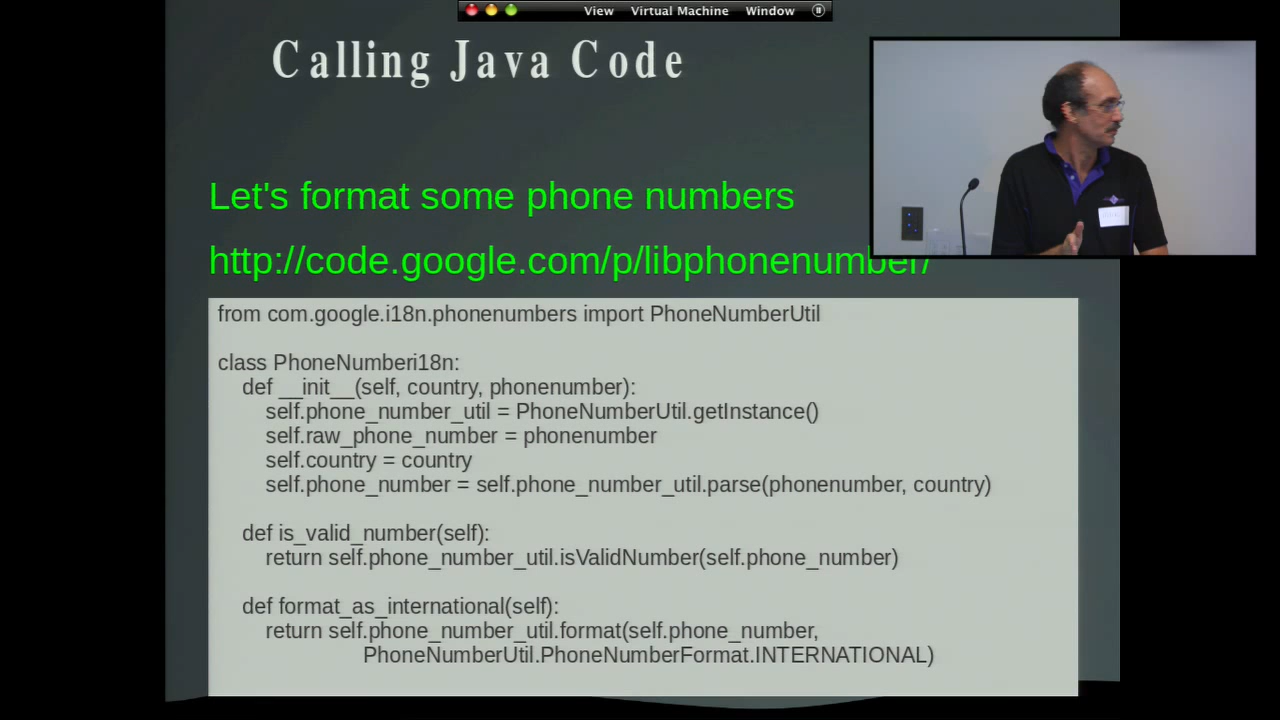 View Virtual Machine Window
Calling Java Code
Let's format some phone numbers
http://code.google.com/p/libphonenumber/
from com.google.i18n.phonenumbers import PhoneNumberUtil
class PhoneNumberi18n:
def __init__(self, country, phonenumber):
self.phone_number_util = PhoneNumberUtil.getInstance()
self.raw_phone_number = phonenumber
self.country = country
self.phone_number = self.phone_number_util.parse(phonenumber, country)
def is_valid_number(self):
return self.phone_number_util.isValidNumber(self.phone_number)
def format_as_international(self):
return self.phone_number_util.format(self.phone_number,
PhoneNumberUtil.PhoneNumberFormat.INTERNATIONAL)